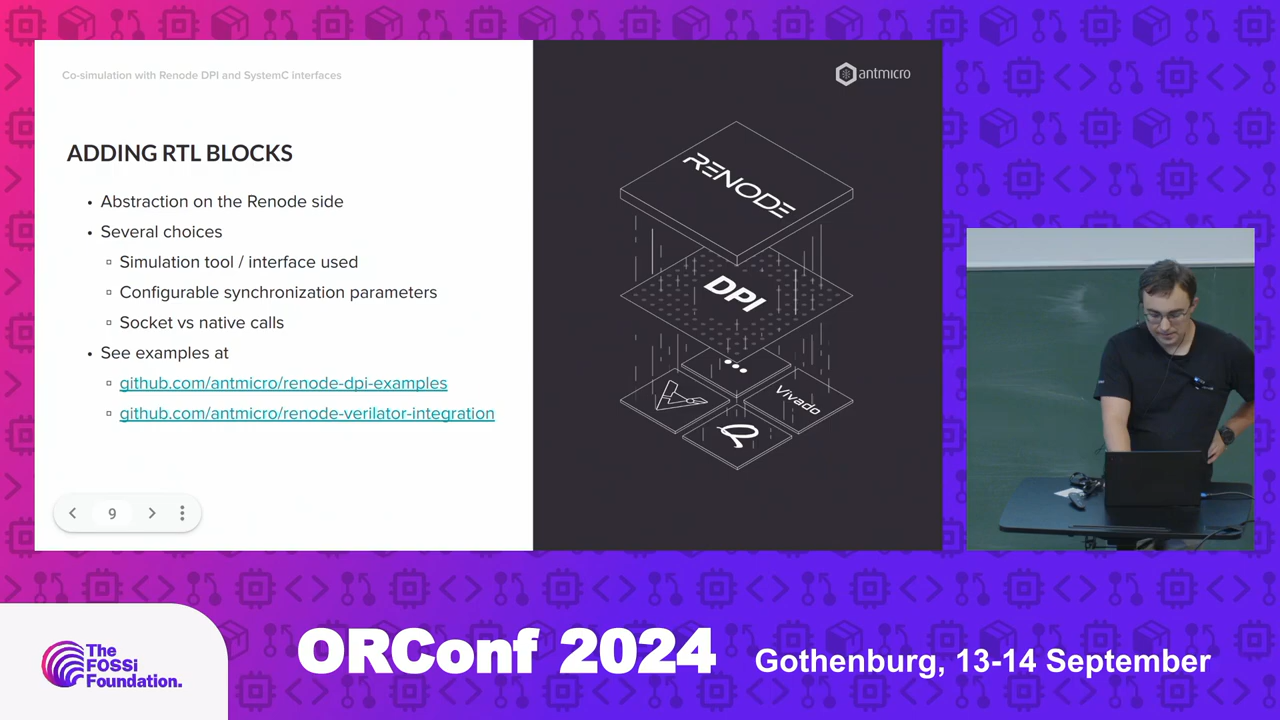 Co-simulation with Renode DPI and SystemC interfaces
antmicro
ADDING RTL BLOCKS
• Abstraction on the Renode side
• Several choices
▫ Simulation tool / interface used
▫ Configurable synchronization parameters
▫ Socket vs native calls
• See examples at
▫ github.com/antmicro/renode-dpi-examples
▫ github.com/antmicro/renode-verilator-integration
9
RENODE
DPI
Vivado
The
FOSSi
Foundation.
ORConf 2024
Gothenburg, 13-14 September